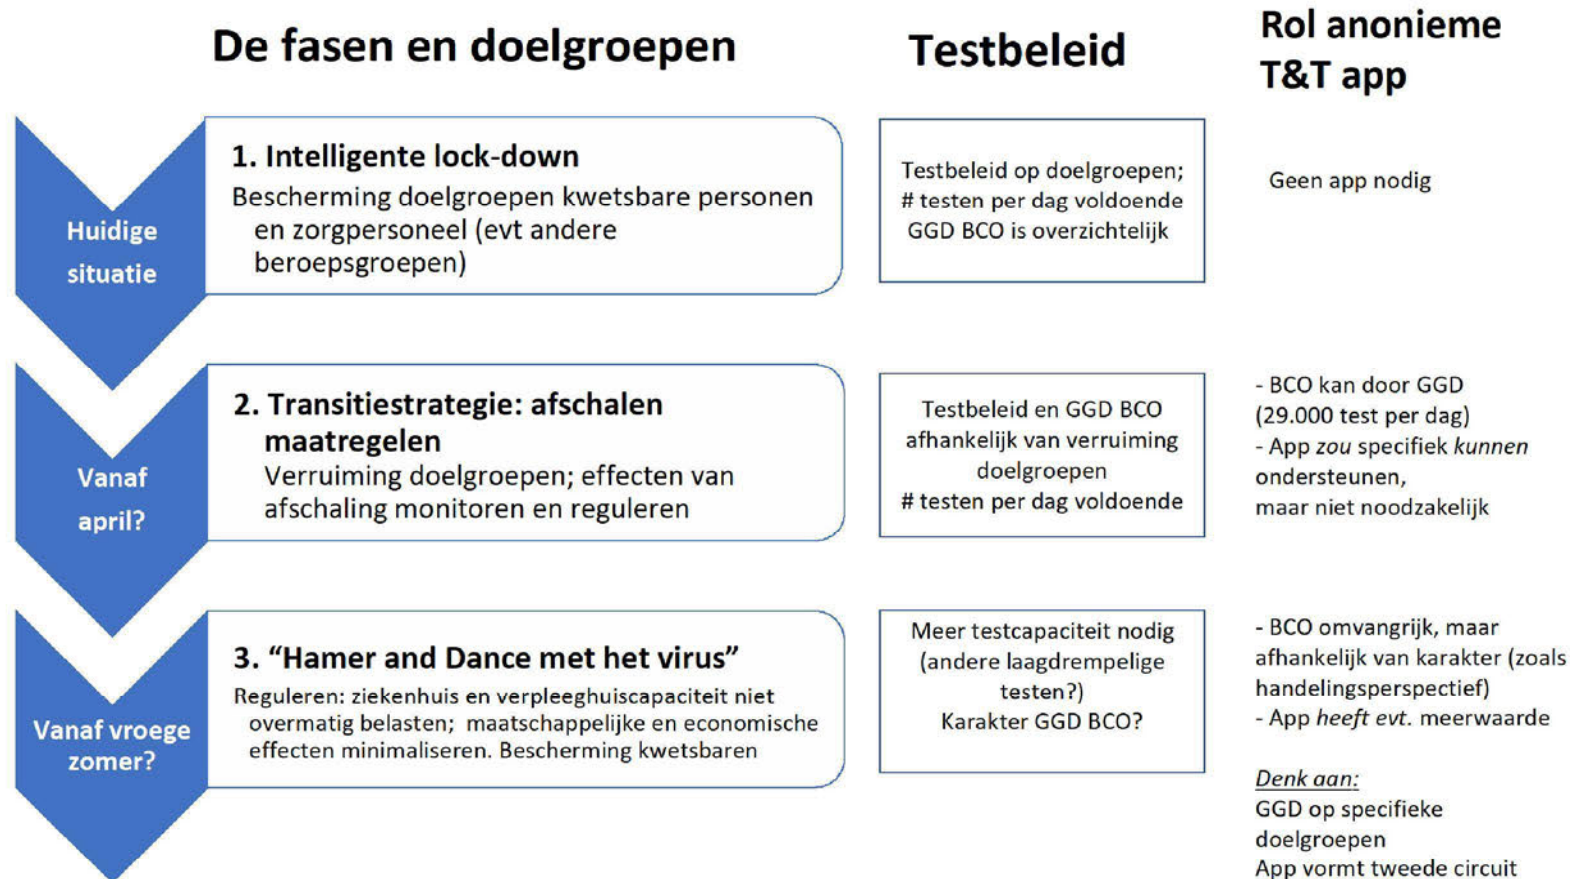 De fasen en doelgroepen
Testbeleid
Rol anonieme
T&T app
Huidige
situatie
1. Intelligente lock-down
Bescherming doelgroepen kwetsbare personen
en zorgpersoneel (evt andere
beroepsgroepen)
Testbeleid op doelgroepen;
# testen per dag voldoende
GGD BCO is overzichtelijk
Geen app nodig
Vanaf
april?
2. Transitiestrategie: afschalen
maatregelen
Verruiming doelgroepen; effecten van
afschaling monitoren en reguleren
Testbeleid en GGD BCO
afhankelijk van verruiming
doelgroepen
# testen per dag voldoende
- BCO kan door GGD
(29.000 test per dag)
- App zou specifiek kunnen
ondersteunen,
maar niet noodzakelijk
Vanaf vroege
zomer?
3. “Hamer and Dance met het virus”
Reguleren: ziekenhuis en verpleeghuiscapaciteit niet
overmatig belasten; maatschappelijke en economische
effecten minimaliseren. Bescherming kwetsbaren
Meer testcapaciteit nodig
(andere laagdrempelige
testen?)
Karakter GGD BCO?
- BCO omvangrijk, maar
afhankelijk van karakter (zoals
handelingsperspectief)
- App heeft evt. meerwaarde
Denk aan:
GGD op specifieke
doelgroepen
App vormt tweede circuit